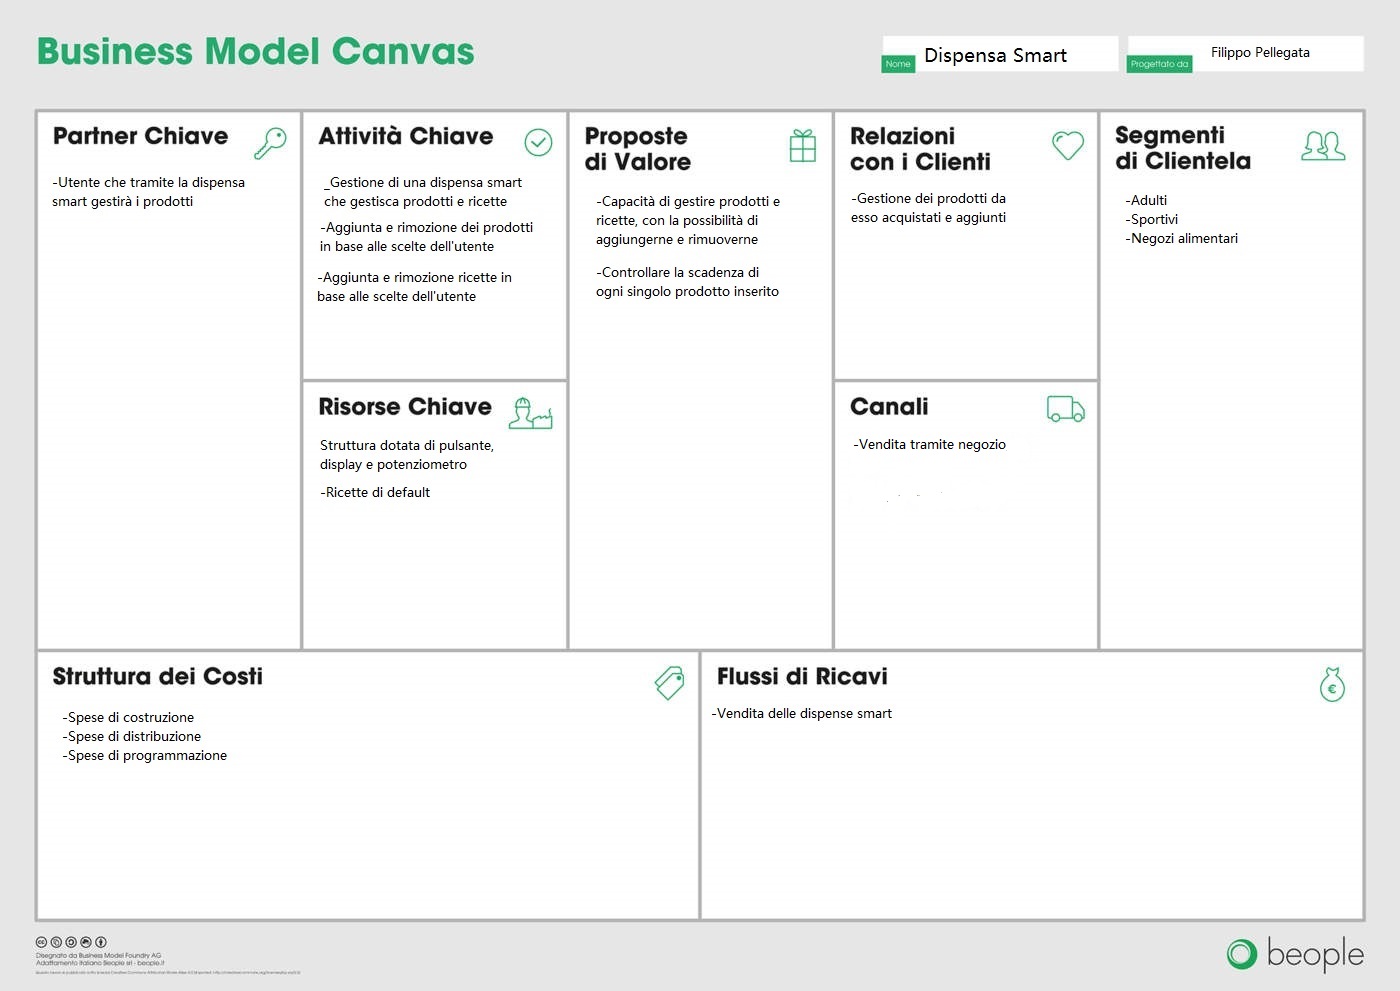 Business Model Canvas
Nome
Dispensa Smart
Progettato da
Filippo Pellegata
Partner Chiave
-Utente che tramite la dispensa
smart gestirà i prodotti
Attività Chiave
_Gestione di una dispensa smart
che gestisca prodotti e ricette
-Aggiunta e rimozione dei prodotti
in base alle scelte dell'utente
-Aggiunta e rimozione ricette in
base alle scelte dell'utente
Risorse Chiave
Struttura dotata di pulsante,
display e potenziometro
-Ricette di default
Proposte
di Valore
-Capacità di gestire prodotti e
ricette, con la possibilità di
aggiungerne e rimuoverne
-Controllare la scadenza di
ogni singolo prodotto inserito
Relazioni
con i Clienti
-Gestione dei prodotti da
esso acquistati e aggiunti
Canali
-Vendita tramite negozio
Segmenti
di Clientela
-Adulti
-Sportivi
-Negozi alimentari
Struttura dei Costi
-Spese di costruzione
-Spese di distribuzione
-Spese di programmazione
Flussi di Ricavi
-Vendita delle dispense smart
Disegnato da Business Model Foundry AG
Adattamento Italiano Beople srl - beople.it
beople